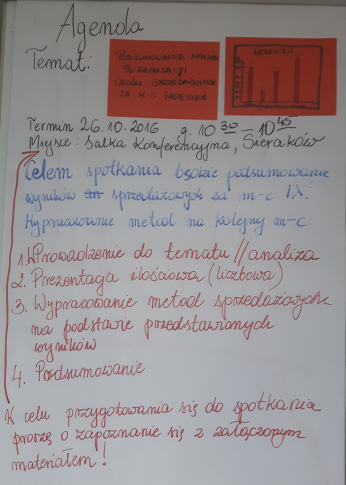 Agenda
Temat:
PODSUMOWANIE
REALIZACJI
CELÓW SPRZEDAŻOWYCH
ZA M-C WRZESIEŃ
WRZESIEŃ
Termin 26.10.2016 g. 10 30 - 10 45
Miejsce: Salka Konferencyjna, Sieraków
Celem spotkania będzie podsumowanie
wyników sprzedażowych za m-c IX.
Wypracowanie metod na kolejny m-c
1. Wprowadzenie do tematu // analiza
2. Prezentacja ilościowa (liczbowa)
3. Wypracowanie metod sprzedażowych
na podstawie przedstawionych
wyników
4. Podsumowanie
W celu przygotowania się do spotkania
proszę o zapoznanie się z załączonym
materiałem!